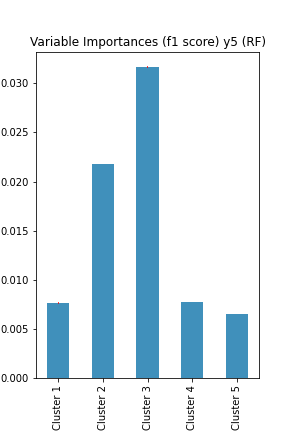 Variable Importances (f1 score) y5 (RF)
0.030
0.025
0.020
0.015
0.010
0.005
0.000
Cluster 1
Cluster 2
Cluster 3
Cluster 4
Cluster 5